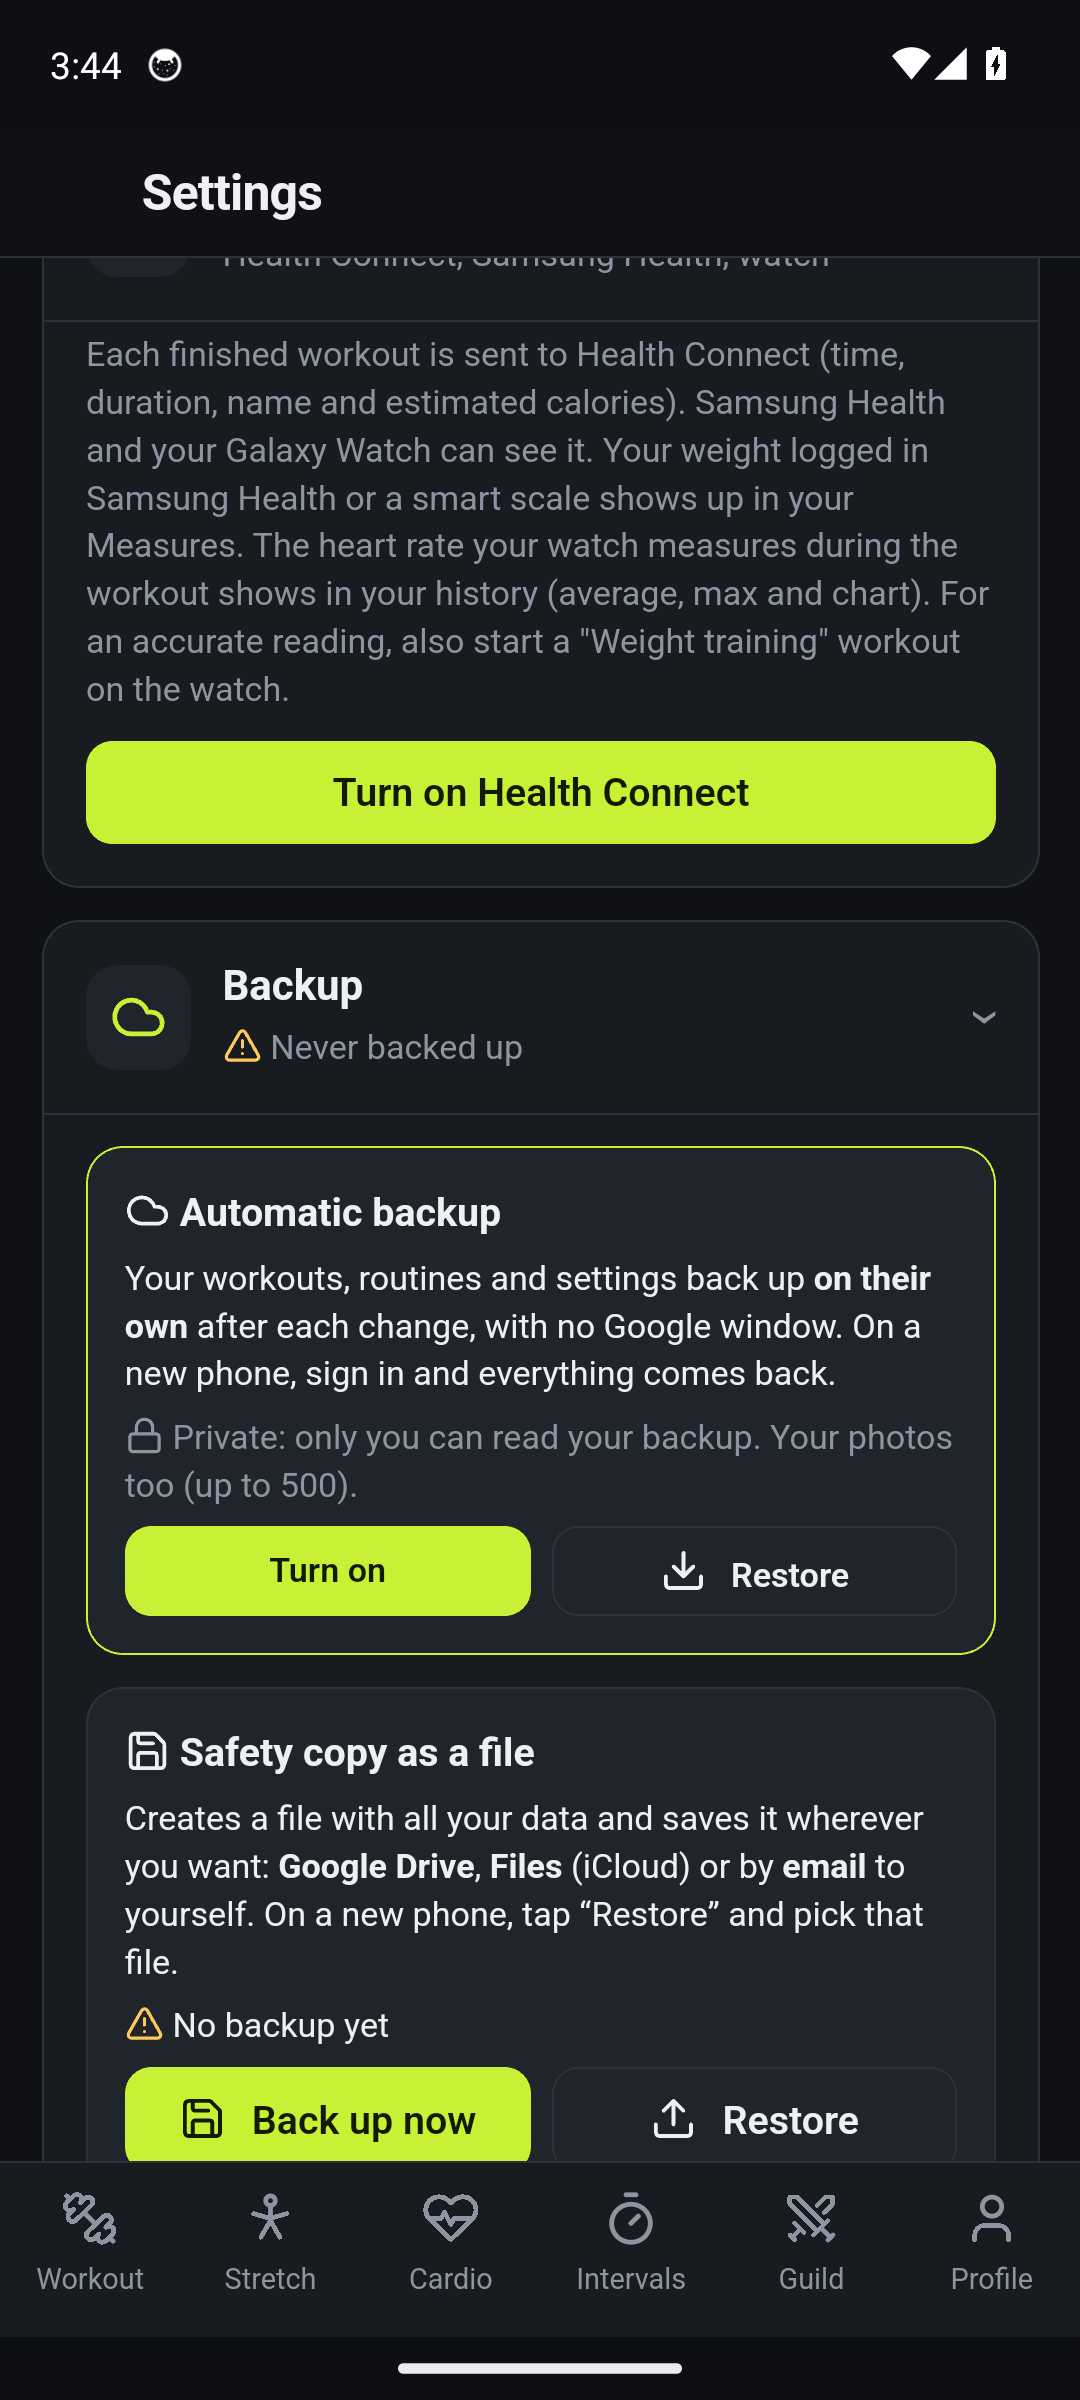 3:44
Settings
Health Connect, Samsung Health, watch
Each finished workout is sent to Health Connect (time,
duration, name and estimated calories). Samsung Health
and your Galaxy Watch can see it. Your weight logged in
Samsung Health or a smart scale shows up in your
Measures. The heart rate your watch measures during the
workout shows in your history (average, max and chart). For
an accurate reading, also start a "Weight training" workout
on the watch.
Turn on Health Connect
Backup
Never backed up
Automatic backup
Your workouts, routines and settings back up on their
own after each change, with no Google window. On a
new phone, sign in and everything comes back.
Private: only you can read your backup. Your photos
too (up to 500).
Turn on
Restore
Safety copy as a file
Creates a file with all your data and saves it wherever
you want: Google Drive, Files (iCloud) or by email to
yourself. On a new phone, tap “Restore” and pick that
file.
No backup yet
Back up now
Restore
Workout
Stretch
Cardio
Intervals
Guild
Profile